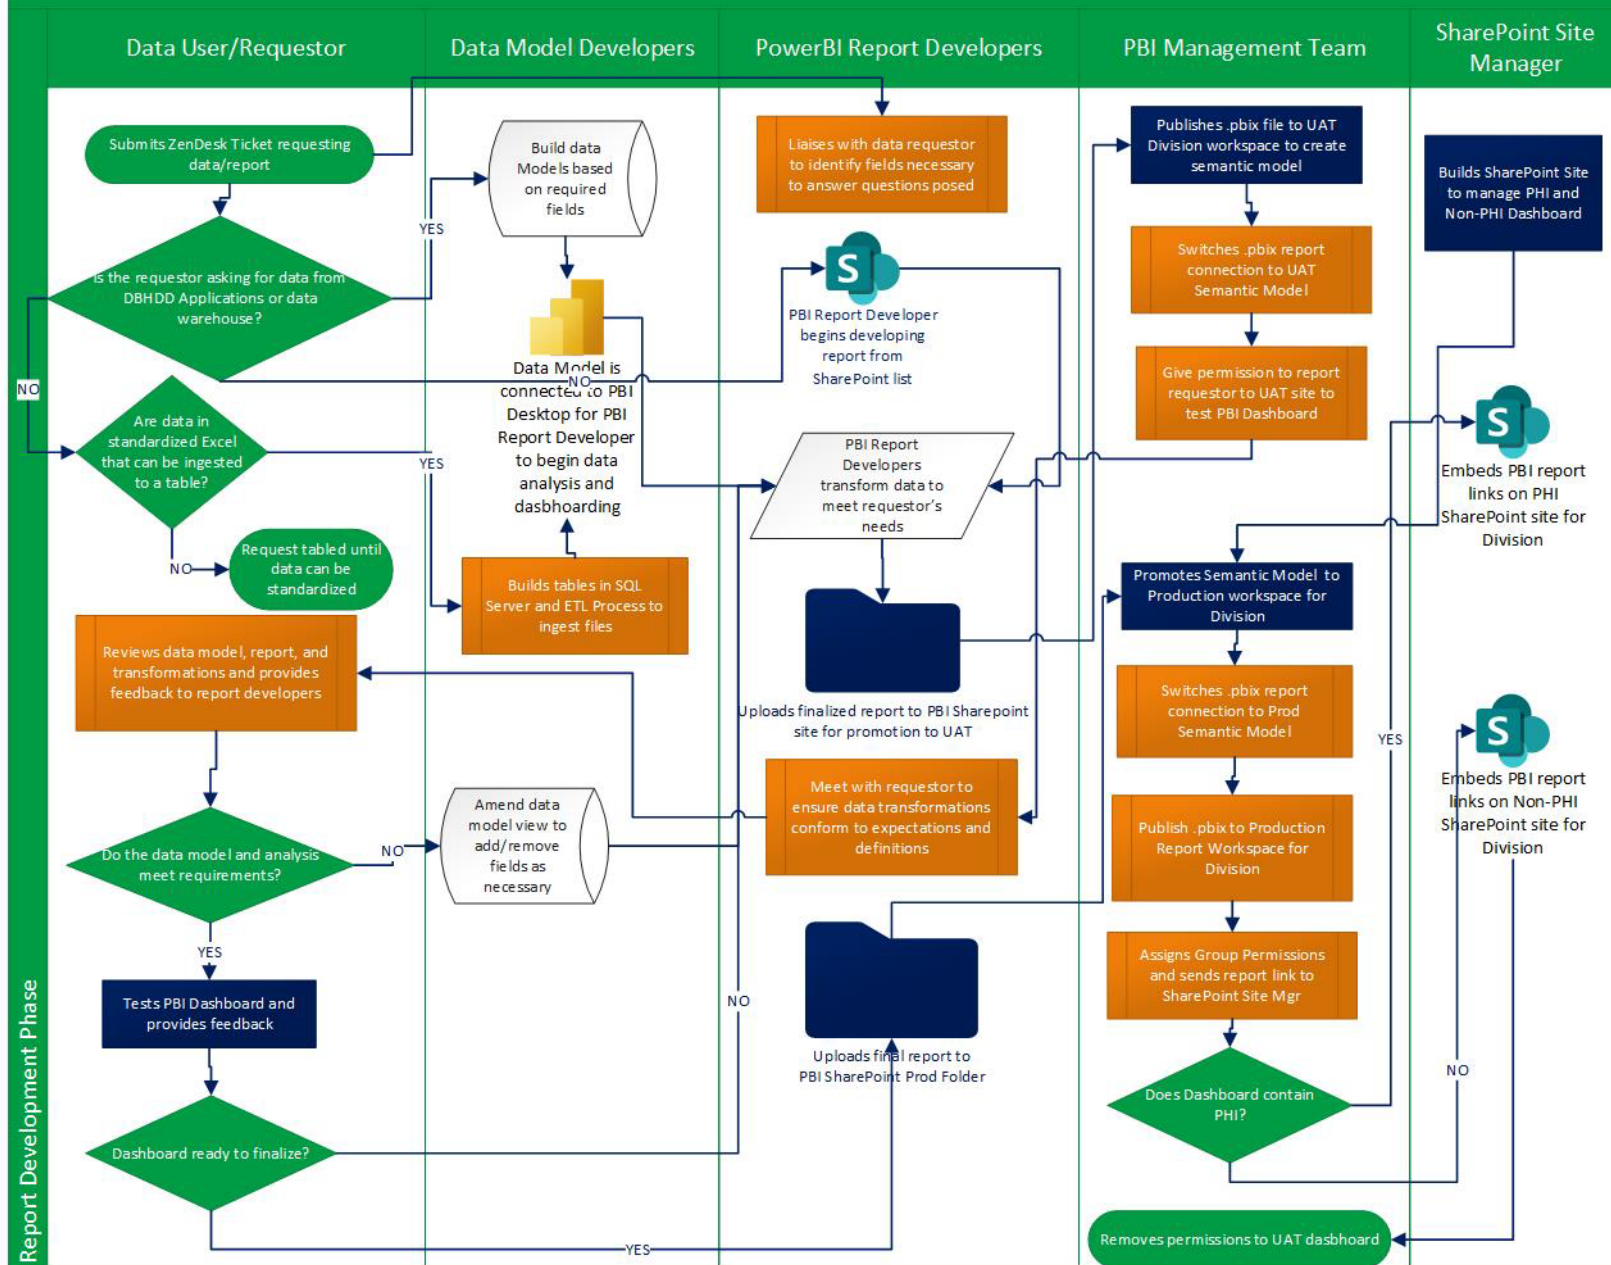 Data User/Requestor
Data Model Developers
PowerBI Report Developers
PBI Management Team
SharePoint Site
Manager
Report Development Phase
Submits ZenDesk Ticket requesting
data/report
Is the requestor asking for data from
DBHDD Applications or data
warehouse?
YES
NO
NO
Are data in
standardized Excel
that can be ingested
to a table?
YES
NO
Request tabled until
data can be
standardized
Reviews data model, report, and
transformations and provides
feedback to report developers
Do the data model and analysis
meet requirements?
NO
YES
Tests PBI Dashboard and
provides feedback
Dashboard ready to finalize?
NO
YES
Build data
Models based
on required
fields
Data Model is
connected to PBI
Desktop for PBI
Report Developer
to begin data
analysis and
dasbhoarding
Builds tables in SQL
Server and ETL Process to
ingest files
Amend data
model view to
add/remove
fields as
necessary
Liaises with data requestor
to identify fields necessary
to answer questions posed
S
PBI Report Developer
begins developing
report from
SharePoint list
PBI Report
Developers
transform data to
meet requestor's
needs
Uploads finalized report to PBI Sharepoint
site for promotion to UAT
Meet with requestor to
ensure data transformations
conform to expectations and
definitions
Uploads final report to
PBI SharePoint Prod Folder
Publishes .pbix file to UAT
Division workspace to create
semantic model
Switches .pbix report
connection to UAT
Semantic Model
Give permission to report
requestor to UAT site to
test PBI Dashboard
Promotes Semantic Model to
Production workspace for
Division
Switches .pbix report
connection to Prod
Semantic Model
Publish .pbix to Production
Report Workspace for
Division
Assigns Group Permissions
and sends report link to
SharePoint Site Mgr
Does Dashboard contain
PHI?
YES
NO
Removes permissions to UAT dasbhoard
Builds SharePoint Site
to manage PHI and
Non-PHI Dashboard
S
Embeds PBI report
links on PHI
SharePoint site for
Division
S
Embeds PBI report
links on Non-PHI
SharePoint site for
Division